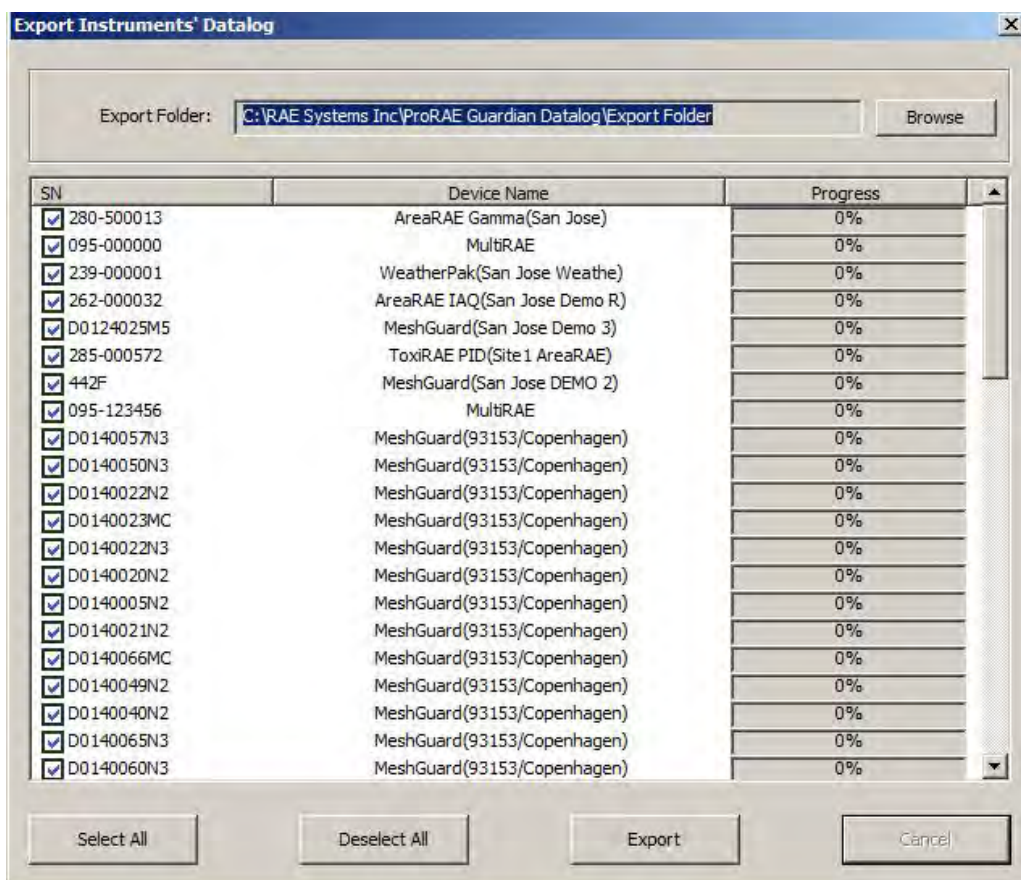 Export Instruments' Datalog
Export Folder: C:\RAE Systems Inc\ProRAE Guardian Datalog\Export Folder Browse
SN Device Name Progress
280-500013 AreaRAE Gamma(San Jose) 0%
095-000000 MultiRAE 0%
239-000001 WeatherPak(San Jose Weathe) 0%
262-000032 AreaRAE IAQ(San Jose Demo R) 0%
D0124025M5 MeshGuard(San Jose Demo 3) 0%
285-000572 ToxiRAE PID(Site1 AreaRAE) 0%
442F MeshGuard(San Jose DEMO 2) 0%
095-123456 MultiRAE 0%
D0140057N3 MeshGuard(93153/Copenhagen) 0%
D0140050N3 MeshGuard(93153/Copenhagen) 0%
D0140022N2 MeshGuard(93153/Copenhagen) 0%
D0140023MC MeshGuard(93153/Copenhagen) 0%
D0140022N3 MeshGuard(93153/Copenhagen) 0%
D0140020N2 MeshGuard(93153/Copenhagen) 0%
D0140005N2 MeshGuard(93153/Copenhagen) 0%
D0140021N2 MeshGuard(93153/Copenhagen) 0%
D0140066MC MeshGuard(93153/Copenhagen) 0%
D0140049N2 MeshGuard(93153/Copenhagen) 0%
D0140040N2 MeshGuard(93153/Copenhagen) 0%
D0140065N3 MeshGuard(93153/Copenhagen) 0%
D0140060N3 MeshGuard(93153/Copenhagen) 0%
Select All Deselect All Export Cancel